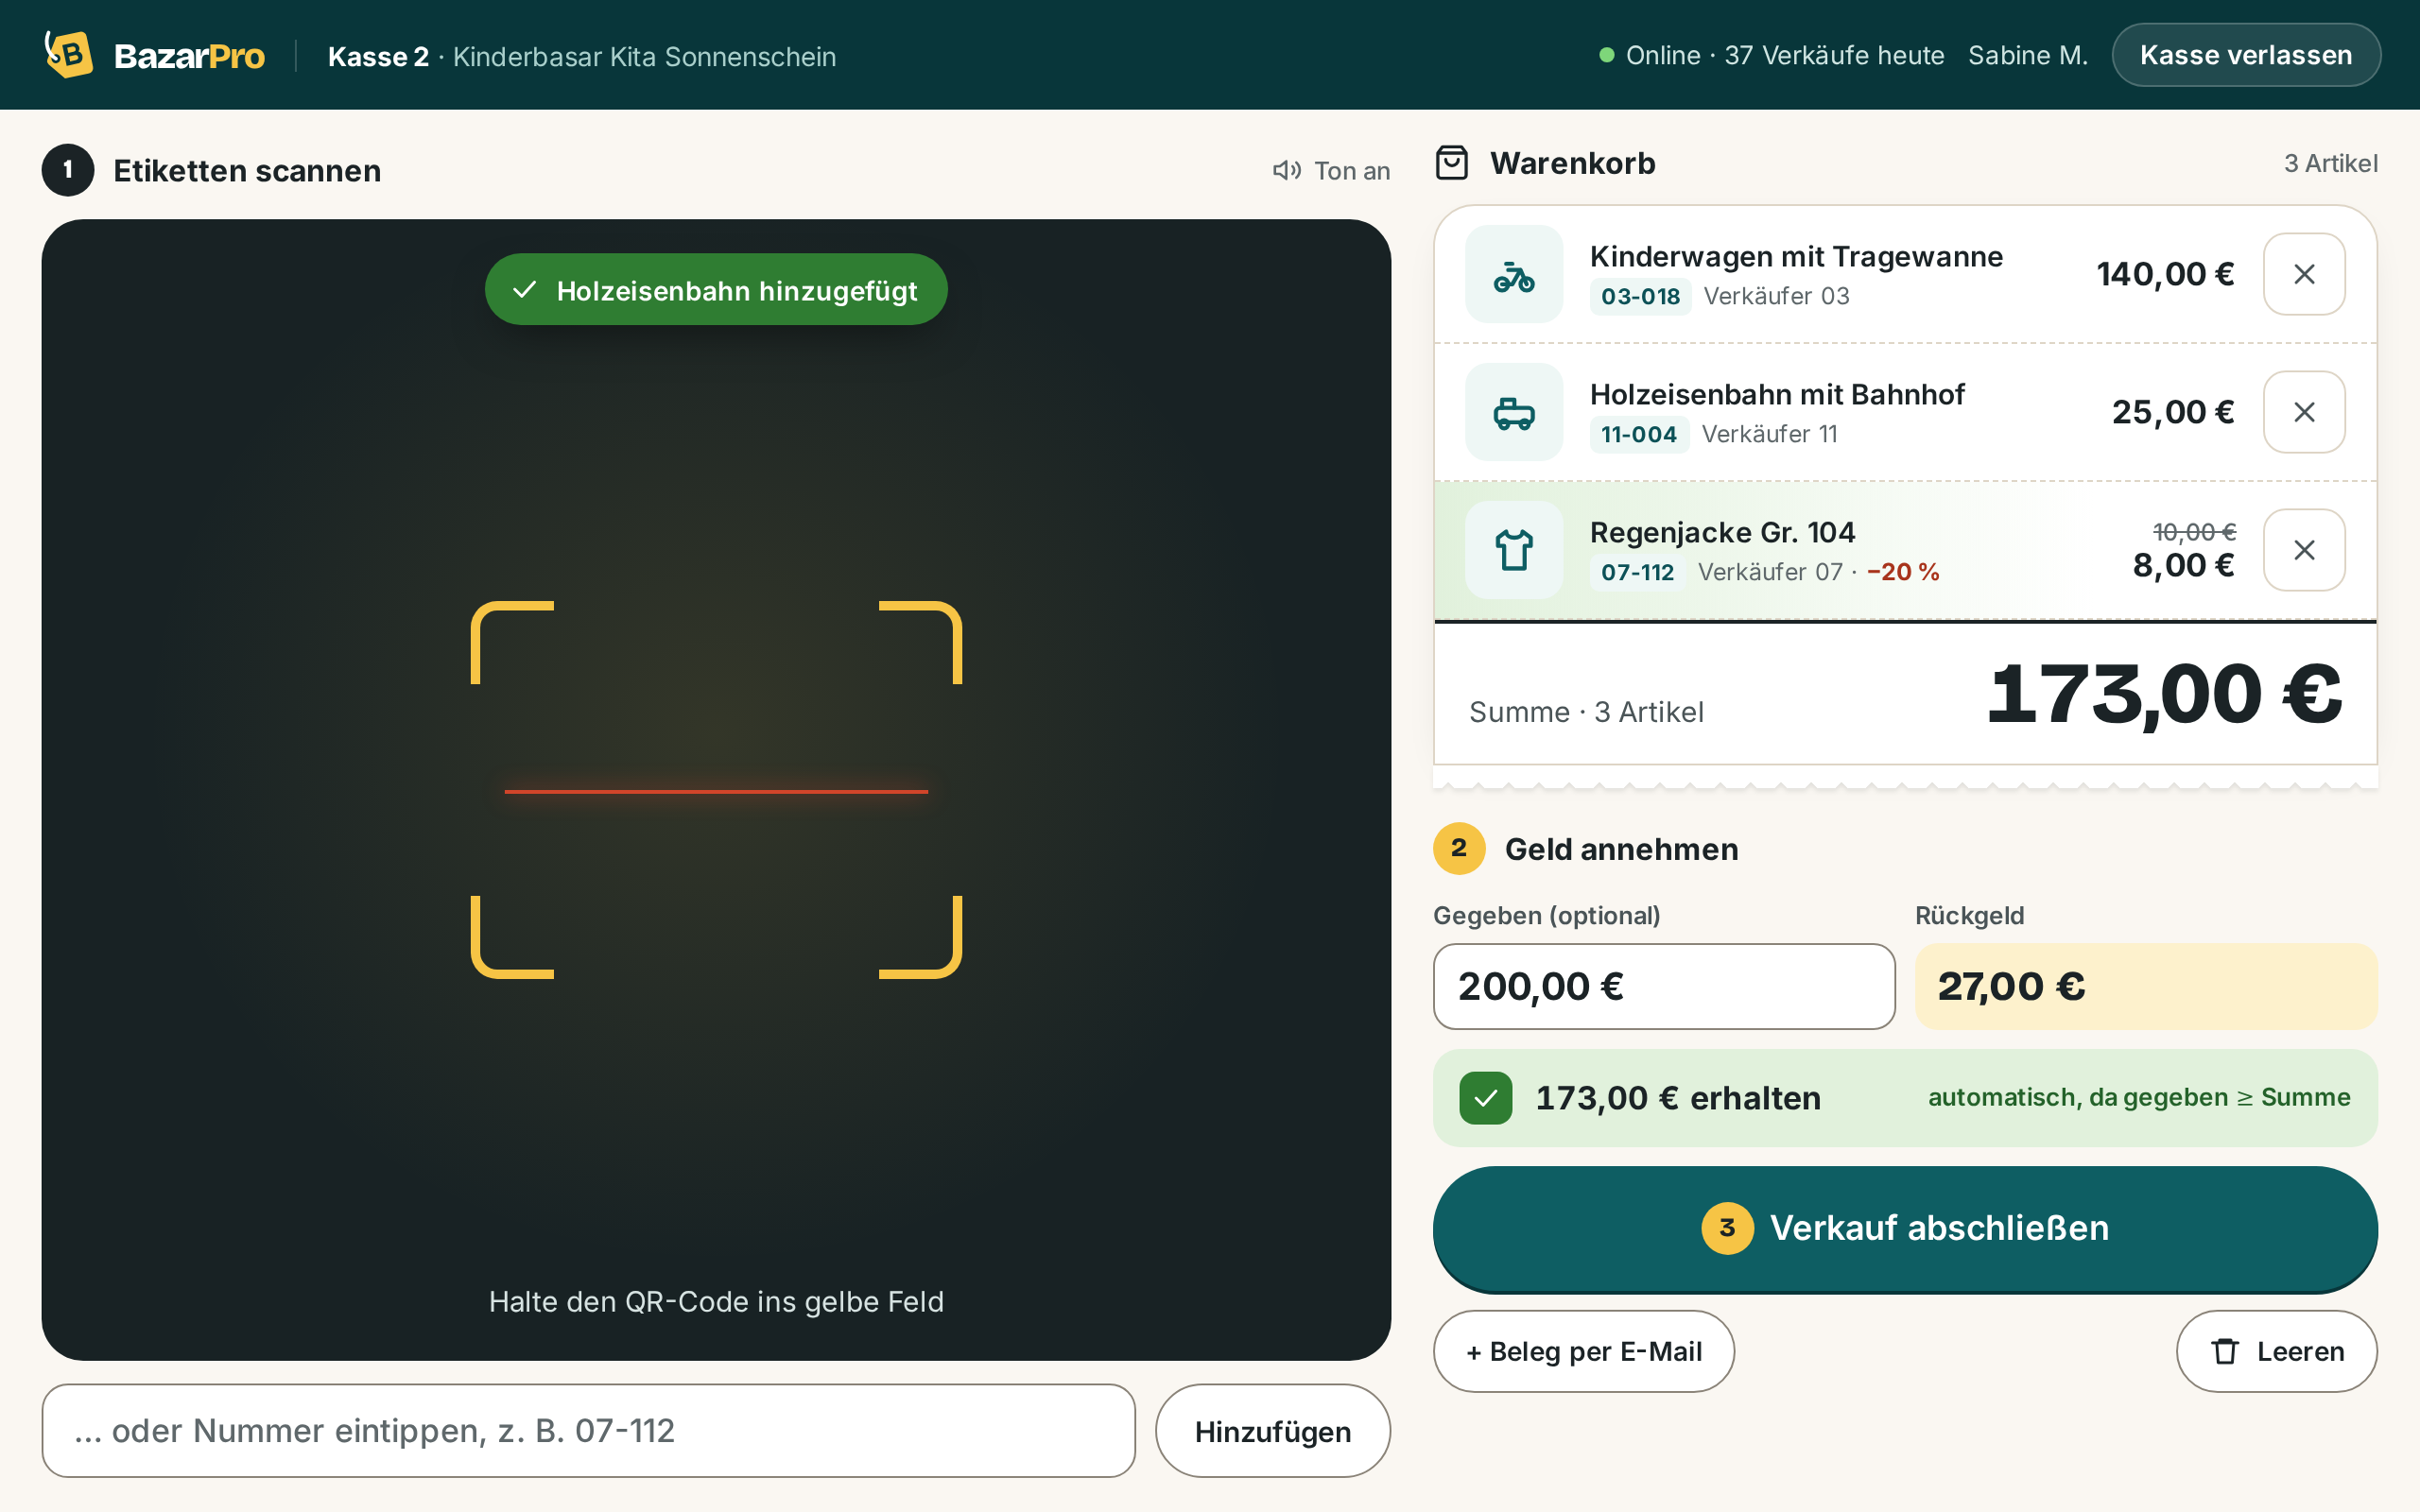 B BazarPro
Kasse 2 · Kinderbasar Kita Sonnenschein
Online · 37 Verkäufe heute
Sabine M.
Kasse verlassen
1 Etiketten scannen
Ton an
Holzeisenbahn hinzugefügt
Halte den QR-Code ins gelbe Feld
... oder Nummer eintippen, z. B. 07-112
Hinzufügen
Warenkorb
3 Artikel
Kinderwagen mit Tragewanne
03-018 Verkäufer 03
140,00 €
Holzeisenbahn mit Bahnhof
11-004 Verkäufer 11
25,00 €
Regenjacke Gr. 104
07-112 Verkäufer 07 · −20 %
10,00 €
8,00 €
Summe · 3 Artikel
173,00 €
2 Geld annehmen
Gegeben (optional)
200,00 €
Rückgeld
27,00 €
173,00 € erhalten
automatisch, da gegeben ≥ Summe
3 Verkauf abschließen
+ Beleg per E-Mail
Leeren